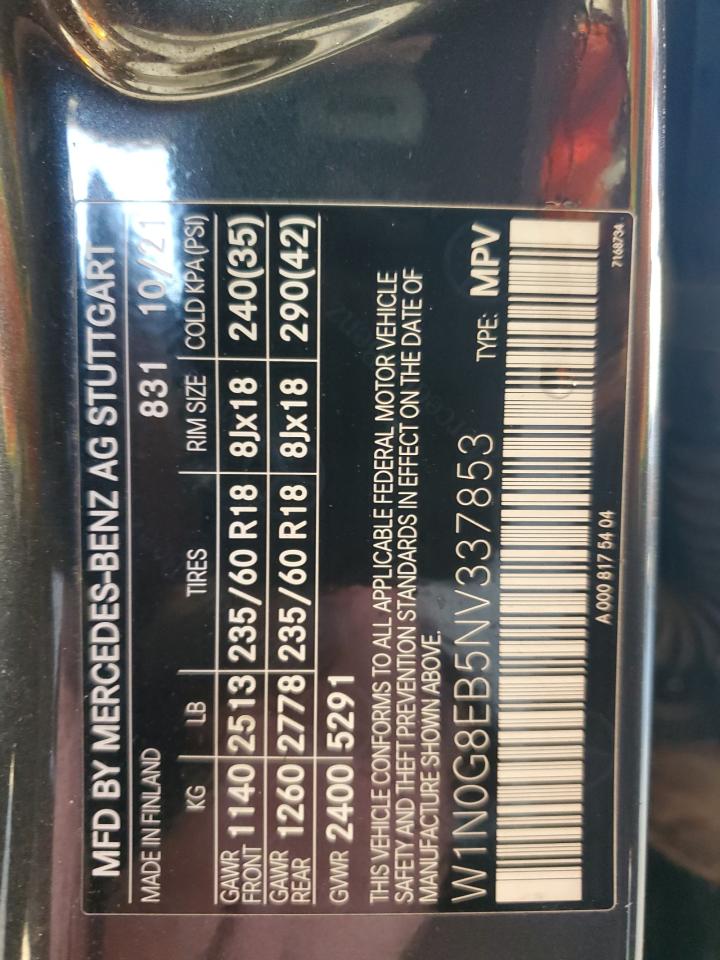 MFD BY MERCEDES-BENZ AG STUTTGART
MADE IN FINLAND 831 10/21
KG LB TIRES RIM SIZE COLD KPA (PSI)
GAWR FRONT 1140 2513 235/60 R18 8Jx18 240(35)
GAWR REAR 1260 2778 235/60 R18 8Jx18 290(42)
GVWR 2400 5291
THIS VEHICLE CONFORMS TO ALL APPLICABLE FEDERAL MOTOR VEHICLE
SAFETY AND THEFT PREVENTION STANDARDS IN EFFECT ON THE DATE OF
MANUFACTURE SHOWN ABOVE.
W1N0G8EB5NV337853 TYPE: MPV
A 000 817 54 04
7168734